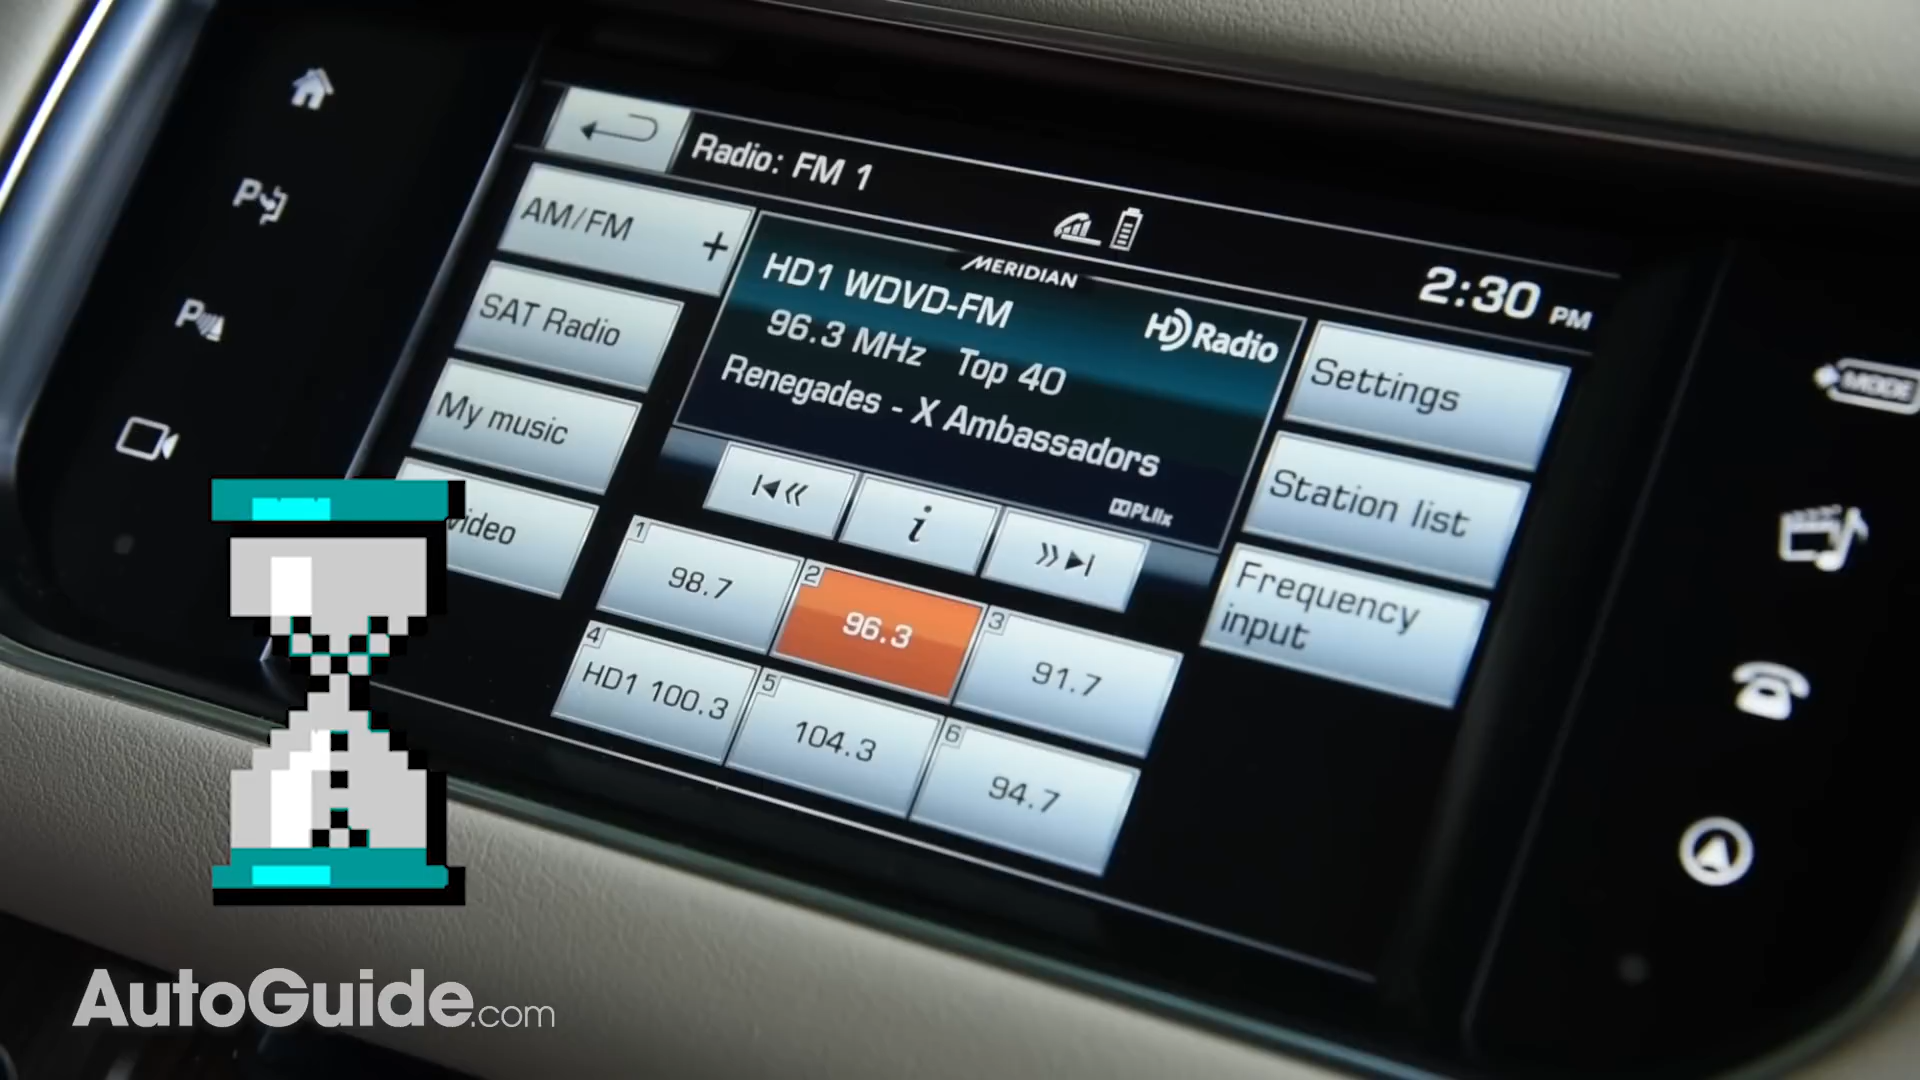 Radio: FM 1
2:30 PM
AM/FM +
MERIDIAN
HD1 WDVD-FM
HD Radio
96.3 MHz Top 40
Renegades - X Ambassadors
PLIIx
SAT Radio
My music
Video
Settings
Station list
Frequency
input
i
1
98.7
2
96.3
3
91.7
4
HD1 100.3
5
104.3
6
94.7
P
P
MODE
AutoGuide.com